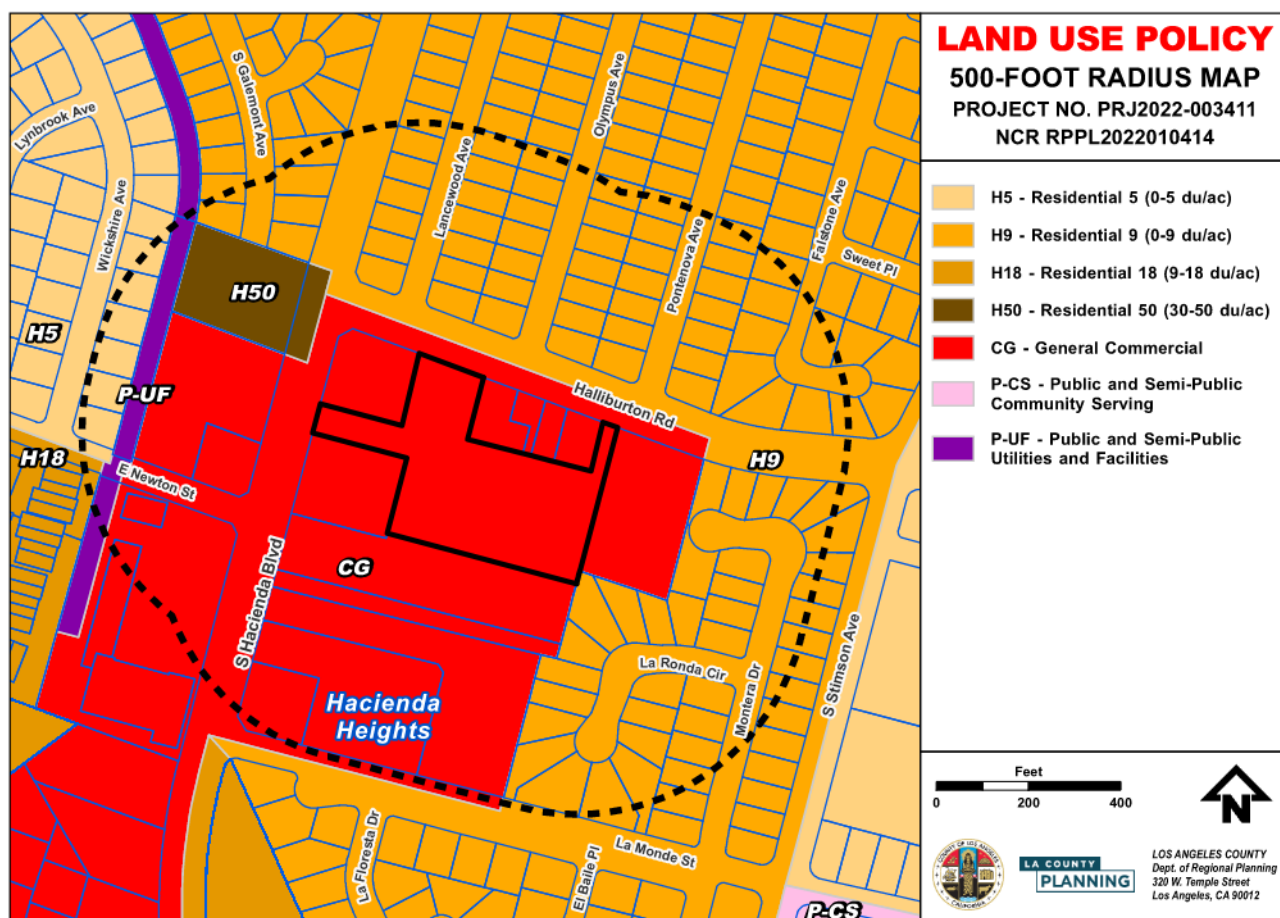 LAND USE POLICY
500-FOOT RADIUS MAP
PROJECT NO. PRJ2022-003411
NCR RPPL2022010414
H5 - Residential 5 (0-5 du/ac)
H9 - Residential 9 (0-9 du/ac)
H18 - Residential 18 (9-18 du/ac)
H50 - Residential 50 (30-50 du/ac)
CG - General Commercial
P-CS - Public and Semi-Public
Community Serving
P-UF - Public and Semi-Public
Utilities and Facilities
Lynbrook Ave
Wickshire Ave
S Galemont Ave
Lancewood Ave
Olympus Ave
Pontenova Ave
Falstone Ave
Sweet Pl
H50
H5
P-UF
Halliburton Rd
H9
H18
E Newton St
S Hacienda Blvd
CG
La Ronda Cir
Montera Dr
S Stimson Ave
Hacienda
Heights
La Floresta Dr
El Baile Pl
La Monde St
P-CS
Feet
0 200 400
N
COUNTY OF LOS ANGELES
CALIFORNIA
LA COUNTY
PLANNING
LOS ANGELES COUNTY
Dept. of Regional Planning
320 W. Temple Street
Los Angeles, CA 90012